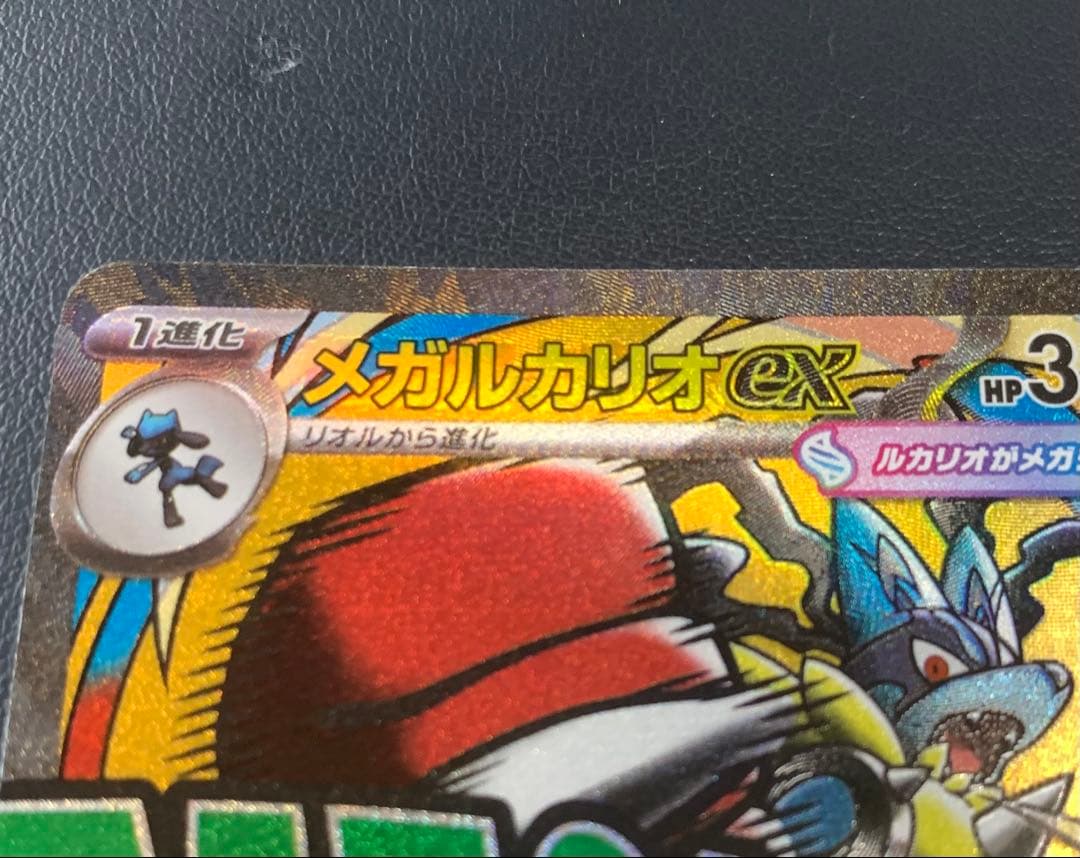 1進化
メガルカリオex
HP3
リオルから進化
ルカリオがメガ